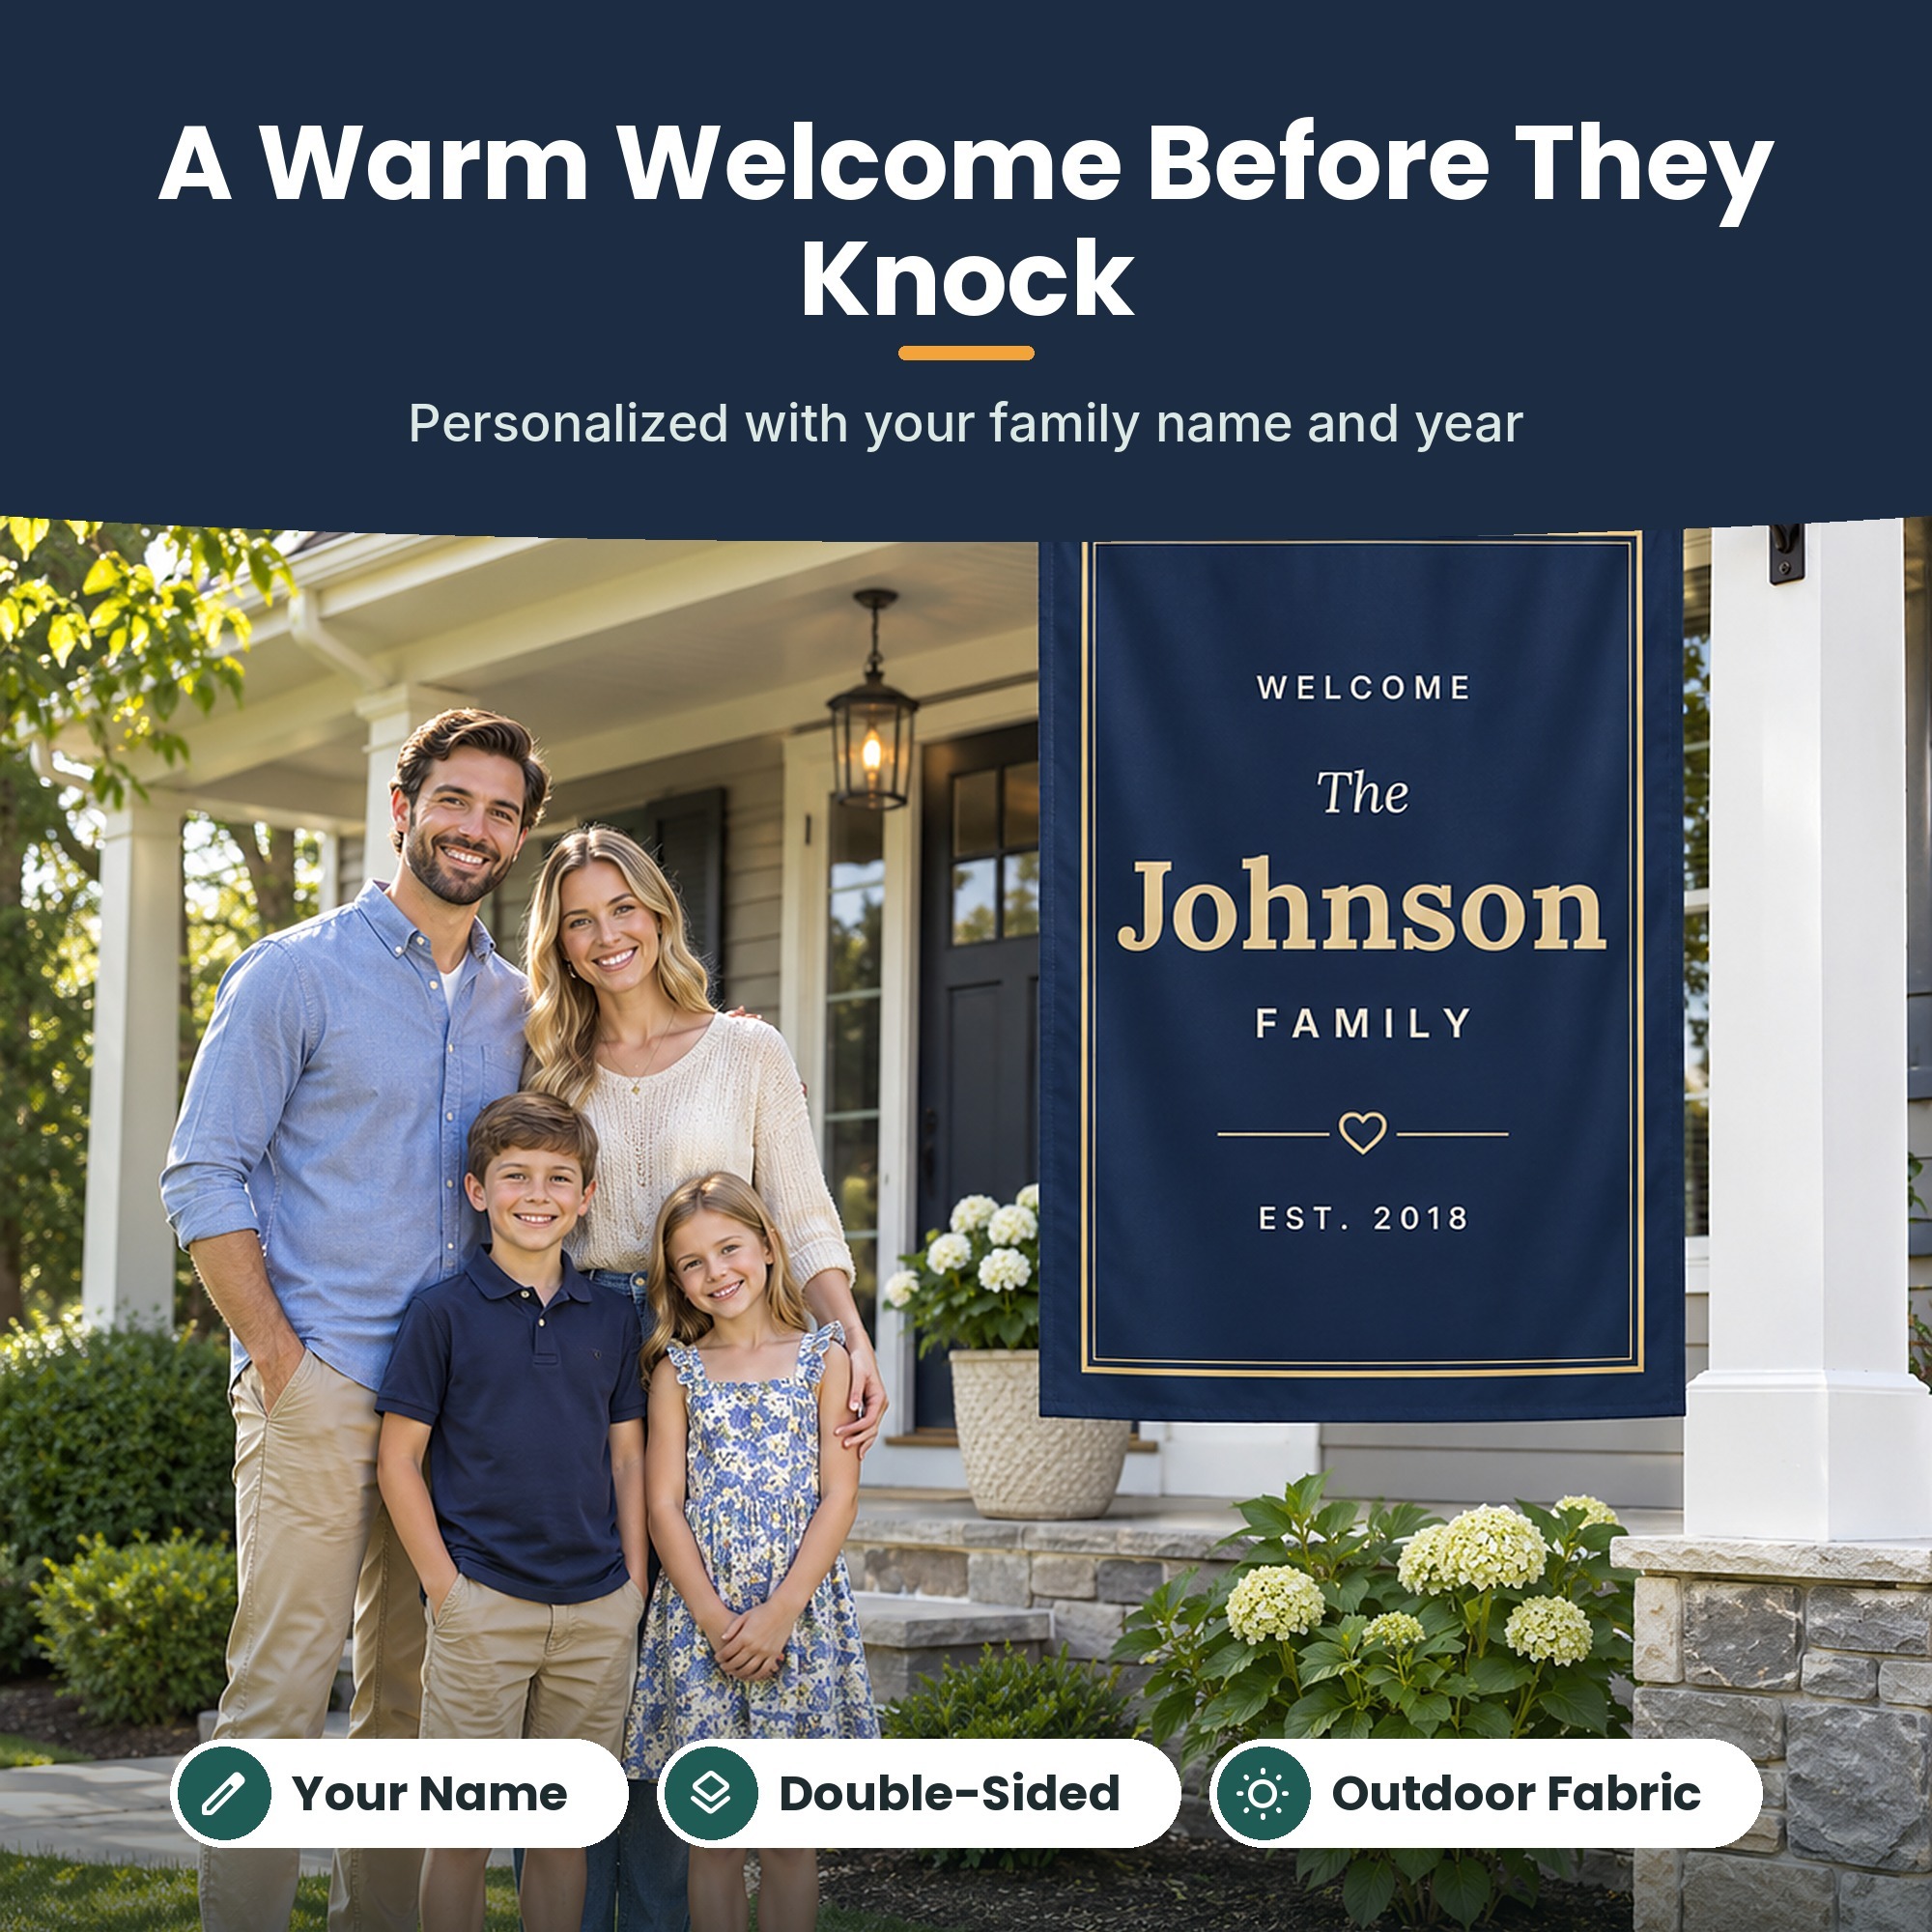 A Warm Welcome Before They
Knock
Personalized with your family name and year
WELCOME
The
Johnson
FAMILY
EST. 2018
Your Name
Double-Sided
Outdoor Fabric